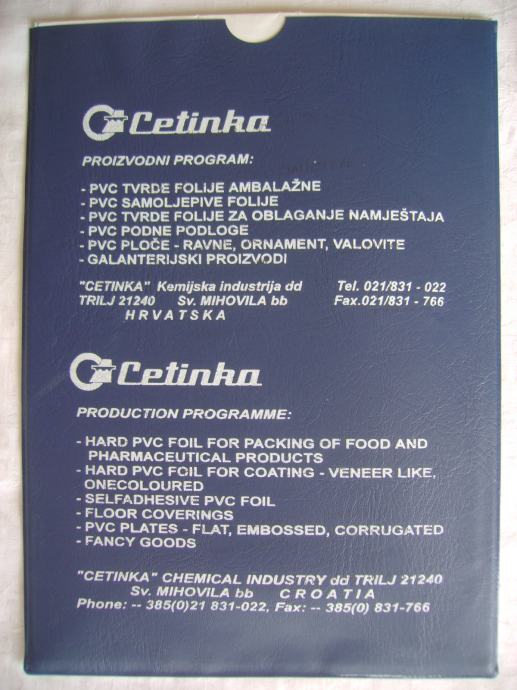 Cetinka
PROIZVODNI PROGRAM:
- PVC TVRDE FOLIJE AMBALAŽNE
- PVC SAMOLJEPIVE FOLIJE
- PVC TVRDE FOLIJE ZA OBLAGANJE NAMJEŠTAJA
- PVC PODNE PODLOGE
- PVC PLOČE - RAVNE, ORNAMENT, VALOVITE
- GALANTERIJSKI PROIZVODI
"CETINKA" Kemijska industrija dd Tel. 021/831 - 022
TRILJ 21240 Sv. MIHOVILA bb Fax.021/831 - 766
HRVATSKA
Cetinka
PRODUCTION PROGRAMME:
- HARD PVC FOIL FOR PACKING OF FOOD AND
PHARMACEUTICAL PRODUCTS
- HARD PVC FOIL FOR COATING - VENEER LIKE,
ONECOLOURED
- SELFADHESIVE PVC FOIL
- FLOOR COVERINGS
- PVC PLATES - FLAT, EMBOSSED, CORRUGATED
- FANCY GOODS
"CETINKA" CHEMICAL INDUSTRY dd TRILJ 21240
Sv. MIHOVILA bb CROATIA
Phone: -- 385(0)21 831-022, Fax: -- 385(0) 831-766